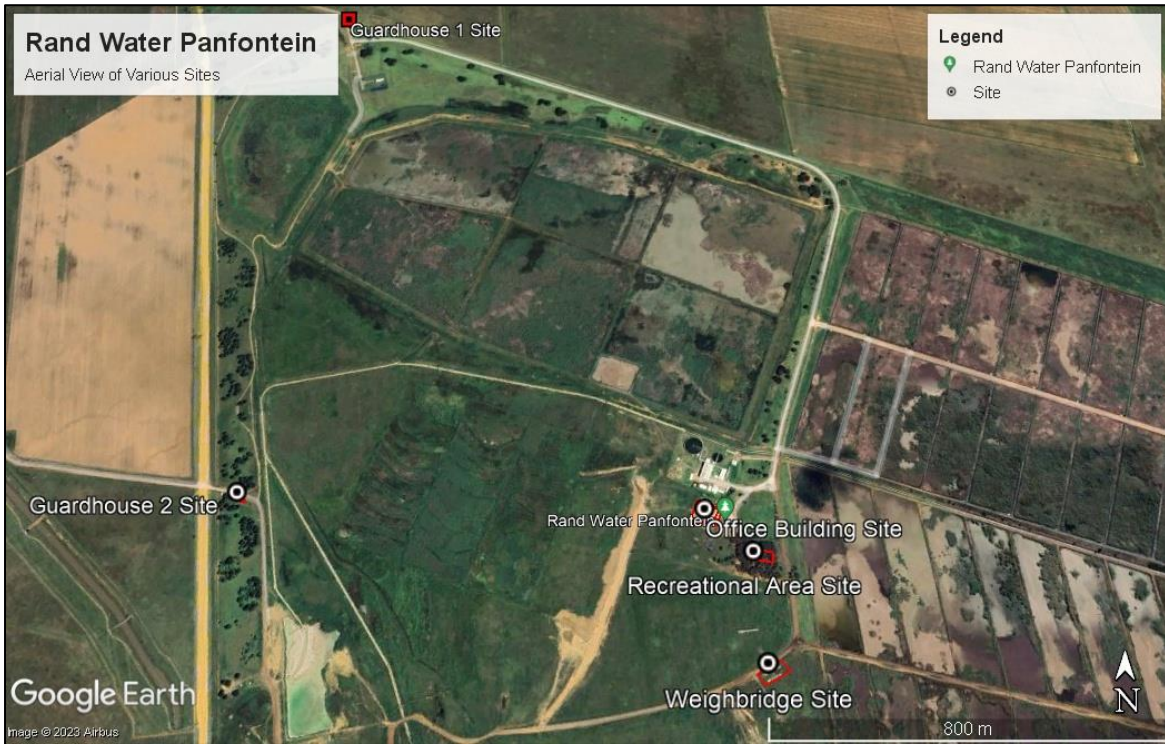 Rand Water Panfontein
Aerial View of Various Sites
Guardhouse 1 Site
Legend
Rand Water Panfontein
Site
Guardhouse 2 Site
Rand Water Panfontein
Office Building Site
Recreational Area Site
Weighbridge Site
N
800 m
Google Earth
Image © 2023 Airbus